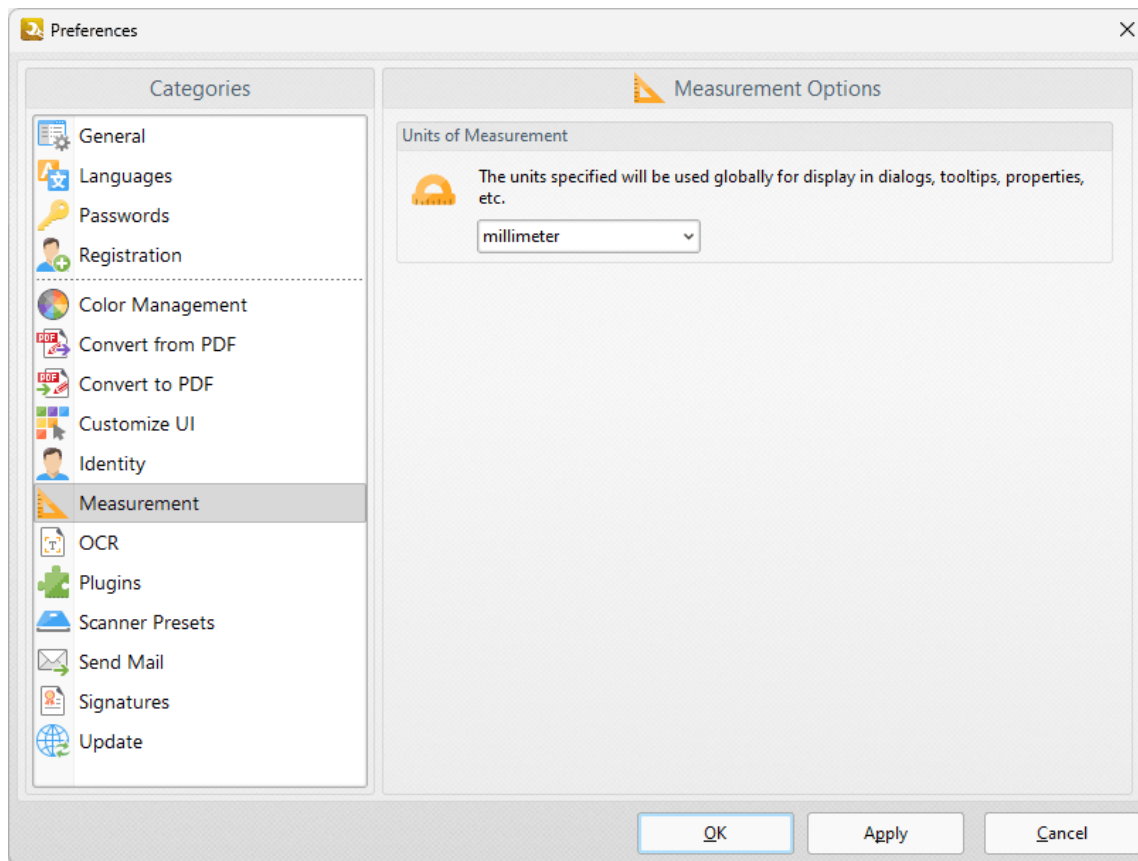 Preferences
Categories
General
Languages
Passwords
Registration
Color Management
Convert from PDF
Convert to PDF
Customize UI
Identity
Measurement
OCR
Plugins
Scanner Presets
Send Mail
Signatures
Update
Measurement Options
Units of Measurement
The units specified will be used globally for display in dialogs, tooltips, properties,
etc.
millimeter
OK
Apply
Cancel